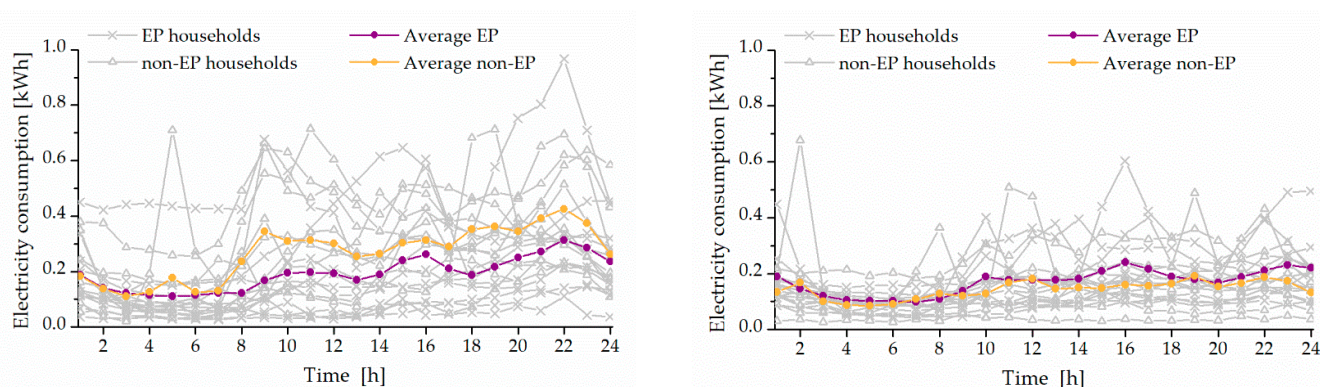 EP households
Average EP
non-EP households
Average non-EP
Electricity consumption [kWh]
1.0
0.8
0.6
0.4
0.2
0.0
2 4 6 8 10 12 14 16 18 20 22 24
Time [h]
EP households
Average EP
non-EP households
Average non-EP
Electricity consumption [kWh]
1.0
0.8
0.6
0.4
0.2
0.0
2 4 6 8 10 12 14 16 18 20 22 24
Time [h]